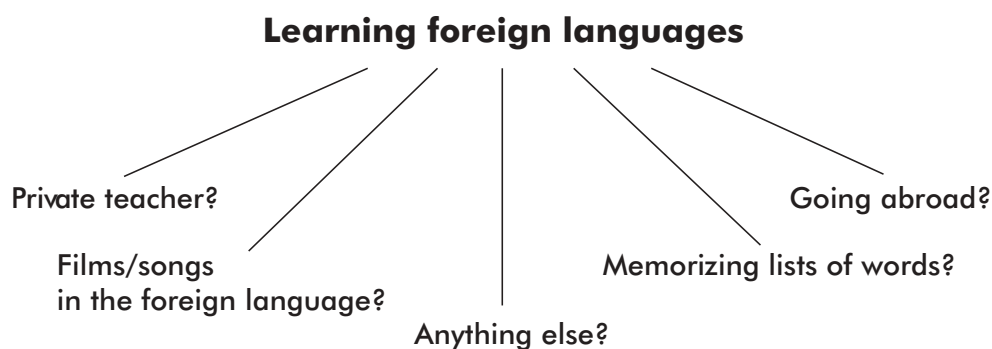 Learning foreign languages
Private teacher?
Going abroad?
Films/songs
in the foreign language?
Memorizing lists of words?
Anything else?